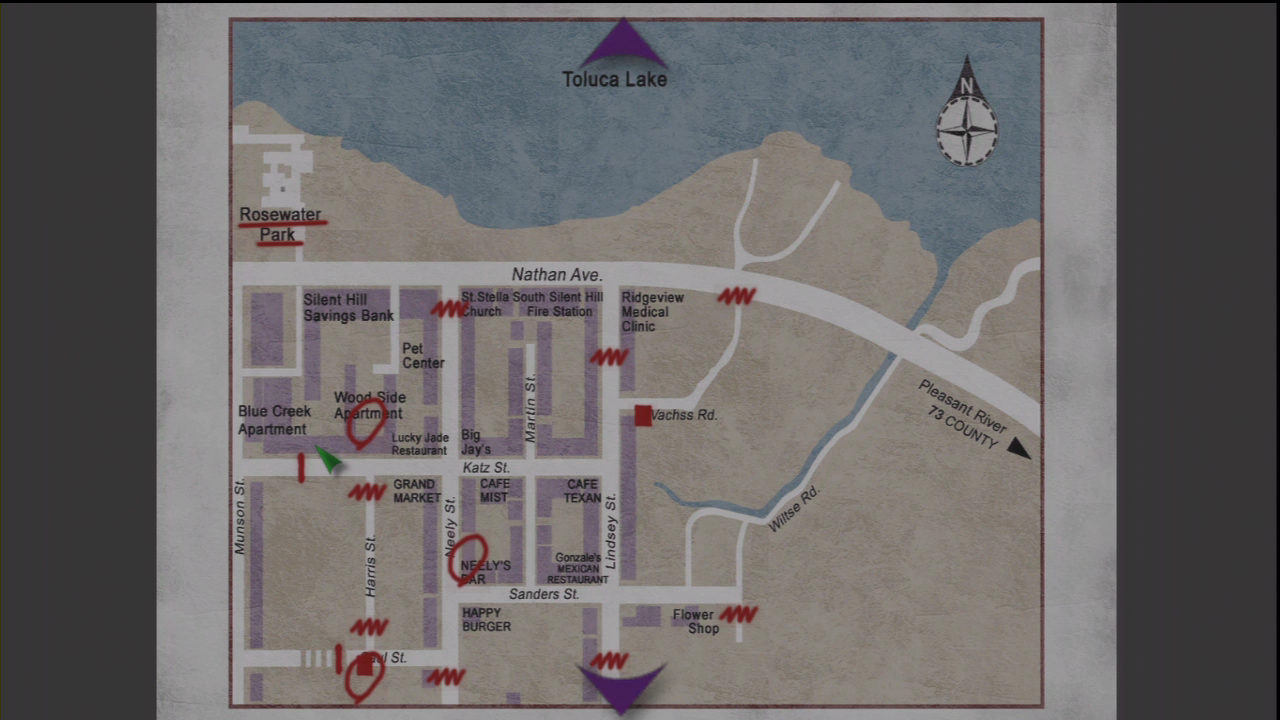 Toluca Lake
N
Rosewater
Park
Nathan Ave.
Silent Hill
Savings Bank
St.Stella
Church
South Silent Hill
Fire Station
Ridgeview
Medical
Clinic
Pet
Center
Wood Side
Apartment
Blue Creek
Apartment
Lucky Jade
Restaurant
Big
Jay's
Martin St.
Vachss Rd.
Pleasant River
73 COUNTY
Katz St.
GRAND
MARKET
CAFE
MIST
CAFE
TEXAN
Munson St.
Neely St.
Lindsey St.
Wiltse Rd.
Harris St.
NEELY'S
BAR
Gonzale's
MEXICAN
RESTAURANT
Sanders St.
HAPPY
BURGER
Flower
Shop
St.